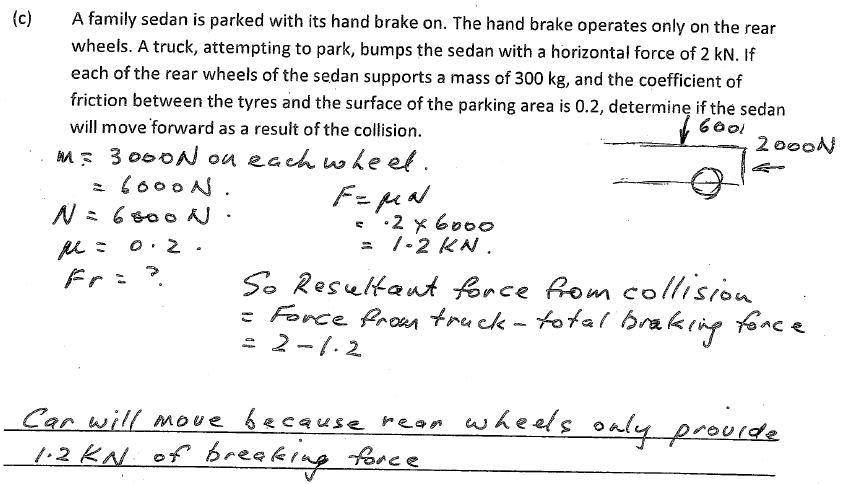 (c) A family sedan is parked with its hand brake on. The hand brake operates only on the rear
wheels. A truck, attempting to park, bumps the sedan with a horizontal force of 2 kN. If
each of the rear wheels of the sedan supports a mass of 300 kg, and the coefficient of
friction between the tyres and the surface of the parking area is 0.2, determine if the sedan
will move forward as a result of the collision.
600
2000N
M = 3000N on each wheel.
= 6000N.
N = 6000N.
μ = 0.2.
Fr = ?
F = μN
= .2 × 6000
= 1.2 KN.
So Resultant force from collision
= Force from truck - total braking force
= 2 - 1.2
Car will move because rear wheels only provide
1.2 KN of breaking force